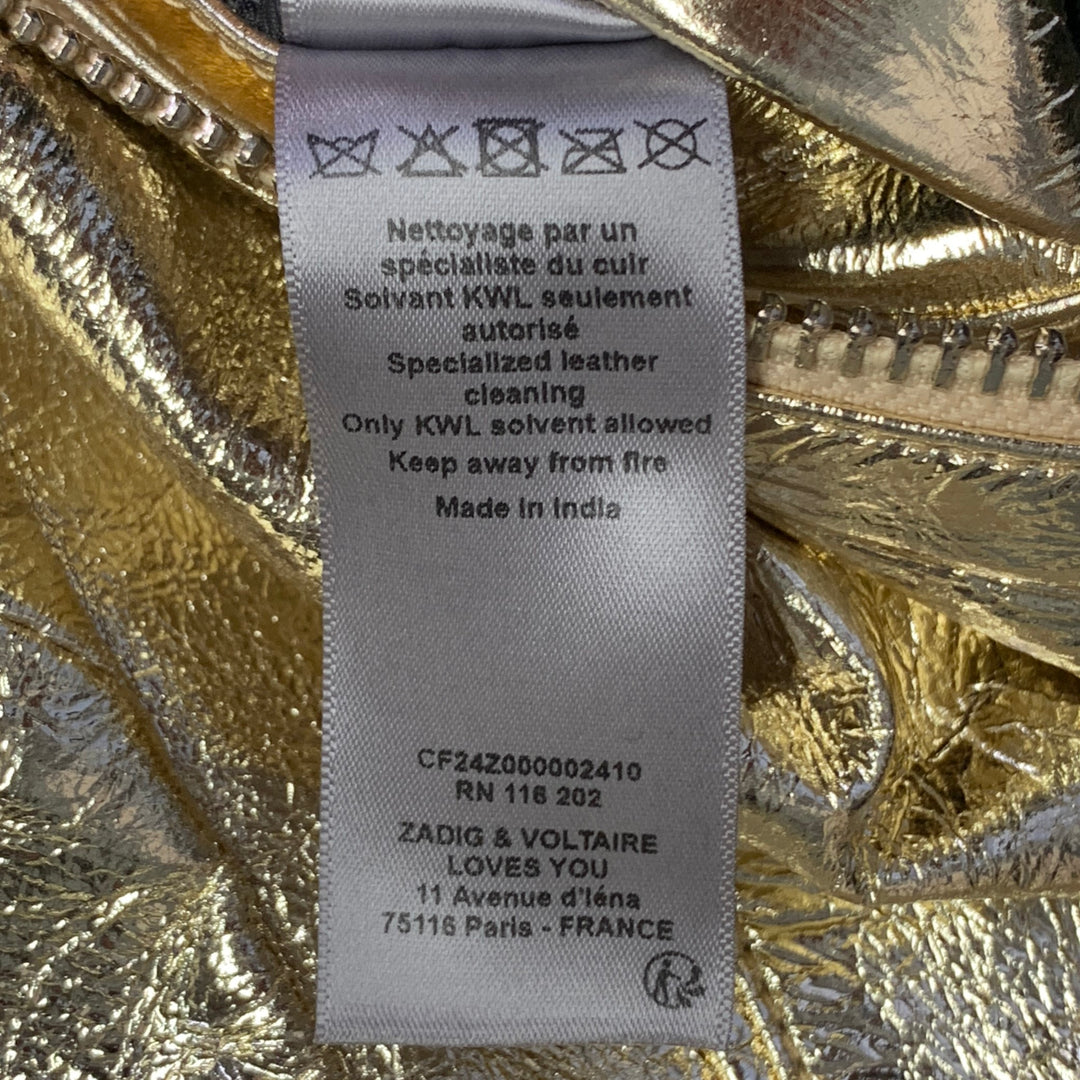 Nettoyage par un
spécialiste du cuir
Solvant KWL seulement
autorisé
Specialized leather
cleaning
Only KWL solvent allowed
Keep away from fire
Made in India
CF24Z000002410
RN 116 202
ZADIG & VOLTAIRE
LOVES YOU
11 Avenue d'Iéna
75116 Paris - FRANCE